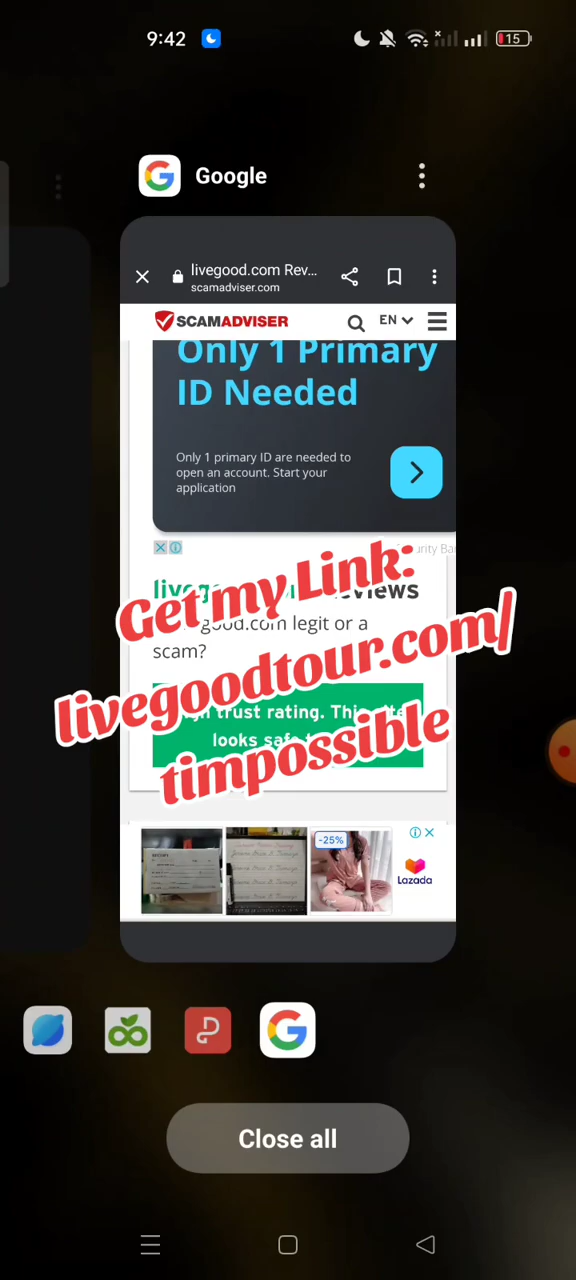 9:42
15
Google
livegood.com Rev...
scamadviser.com
SCAMADVISER
EN
Only 1 Primary
ID Needed
Only 1 primary ID are needed to
open an account. Start your
application
Get my Link:
livegoodtour.com/
timpossible
good.com legit or a
scam?
trust rating. This
looks
-25%
Lazada
Close all